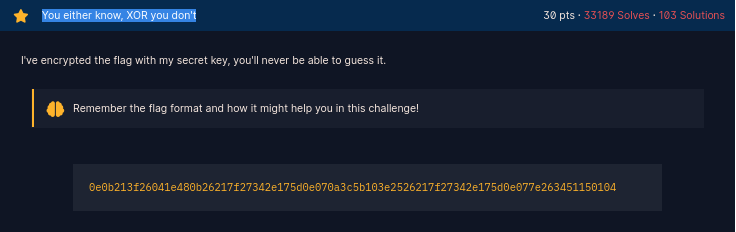 You either know, XOR you don't
30 pts · 33189 Solves · 103 Solutions
I've encrypted the flag with my secret key, you'll never be able to guess it.
Remember the flag format and how it might help you in this challenge!
0e0b213f26041e480b26217f27342e175d0e070a3c5b103e2526217f27342e175d0e077e263451150104